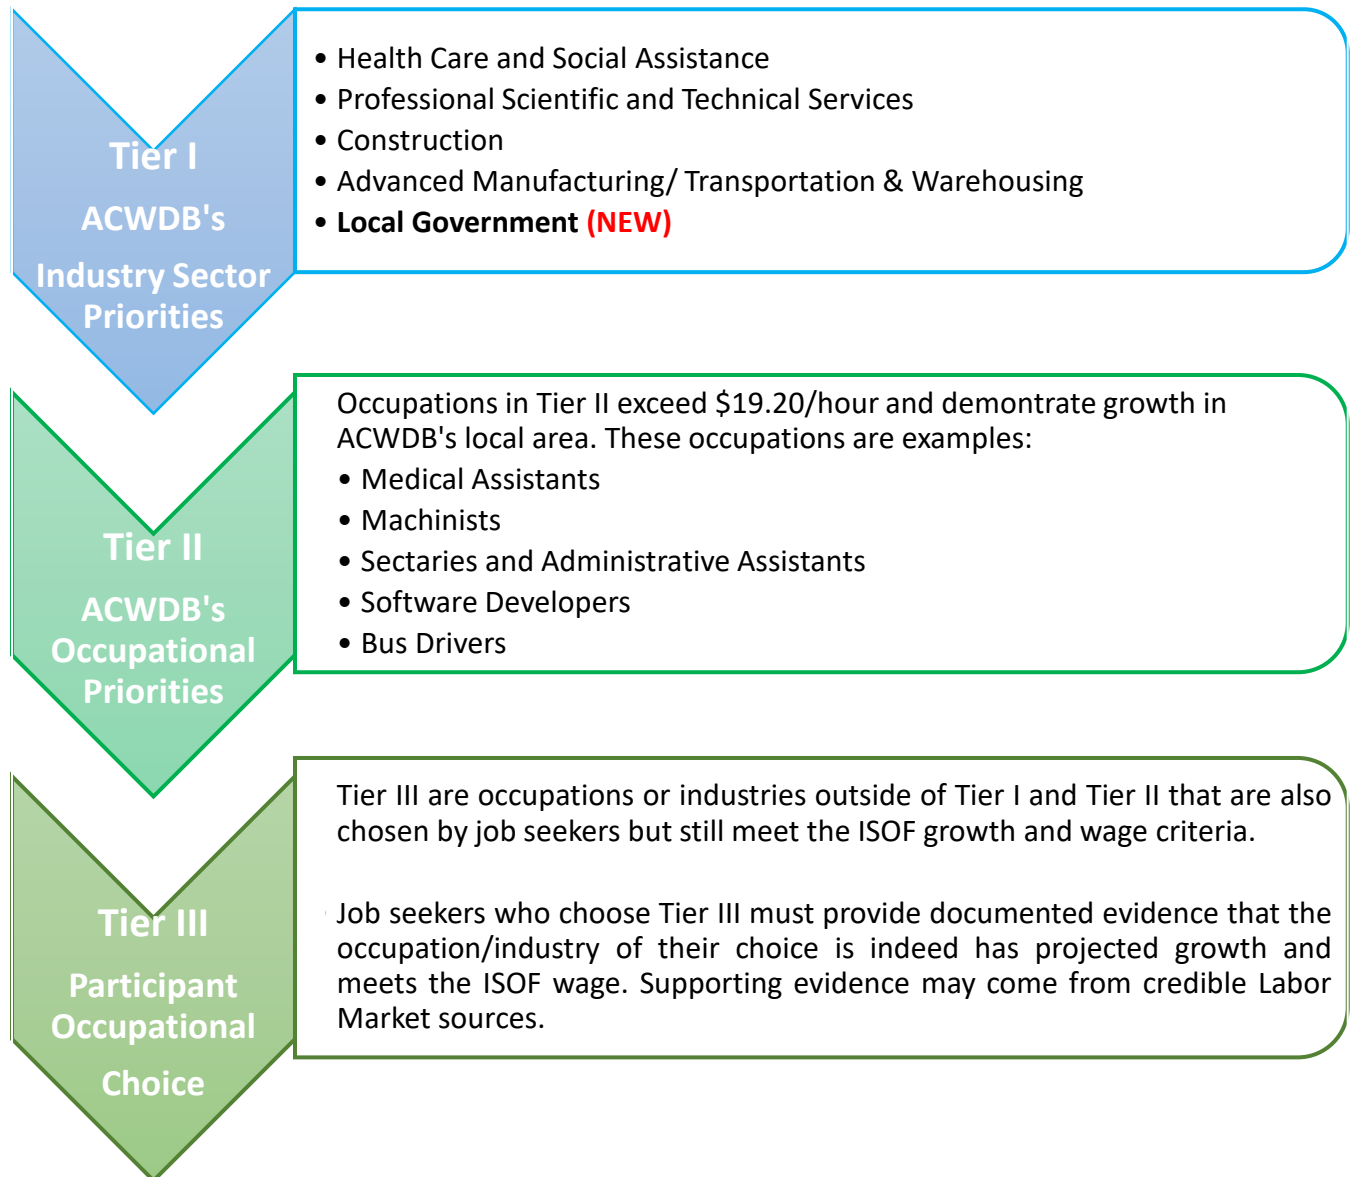 Tier I
ACWDB's
Industry Sector
Priorities
• Health Care and Social Assistance
• Professional Scientific and Technical Services
• Construction
• Advanced Manufacturing/ Transportation & Warehousing
• Local Government (NEW)
Tier II
ACWDB's
Occupational
Priorities
Occupations in Tier II exceed $19.20/hour and demontrate growth in
ACWDB's local area. These occupations are examples:
• Medical Assistants
• Machinists
• Sectaries and Administrative Assistants
• Software Developers
• Bus Drivers
Tier III
Participant
Occupational
Choice
Tier III are occupations or industries outside of Tier I and Tier II that are also
chosen by job seekers but still meet the ISOF growth and wage criteria.
Job seekers who choose Tier III must provide documented evidence that the
occupation/industry of their choice is indeed has projected growth and
meets the ISOF wage. Supporting evidence may come from credible Labor
Market sources.